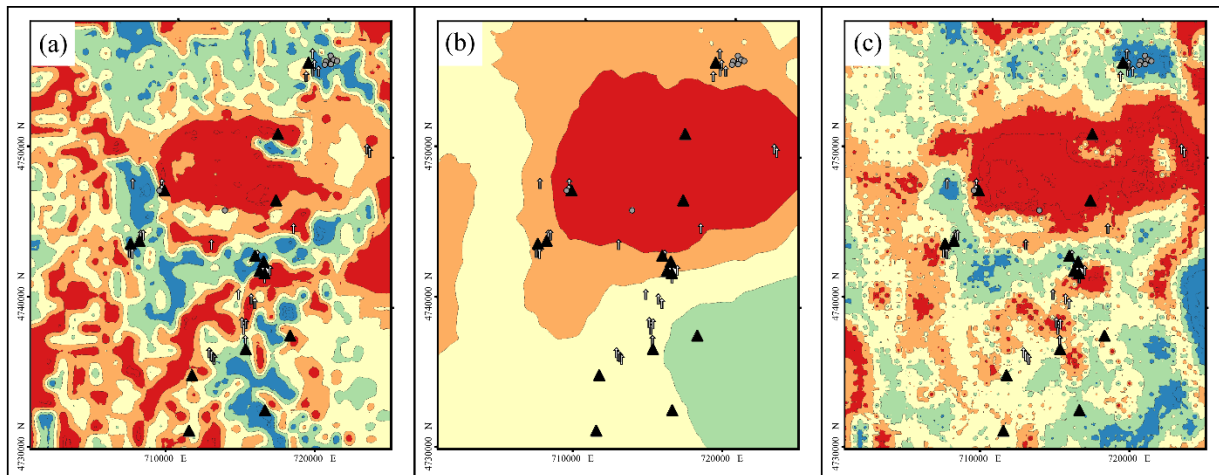 (a) (b) (c)
4750000 N 4750000 N 4750000 N
4740000 N 4740000 N 4740000 N
4730000 N 4730000 N 4730000 N
710000 E 720000 E 710000 E 720000 E 710000 E 720000 E